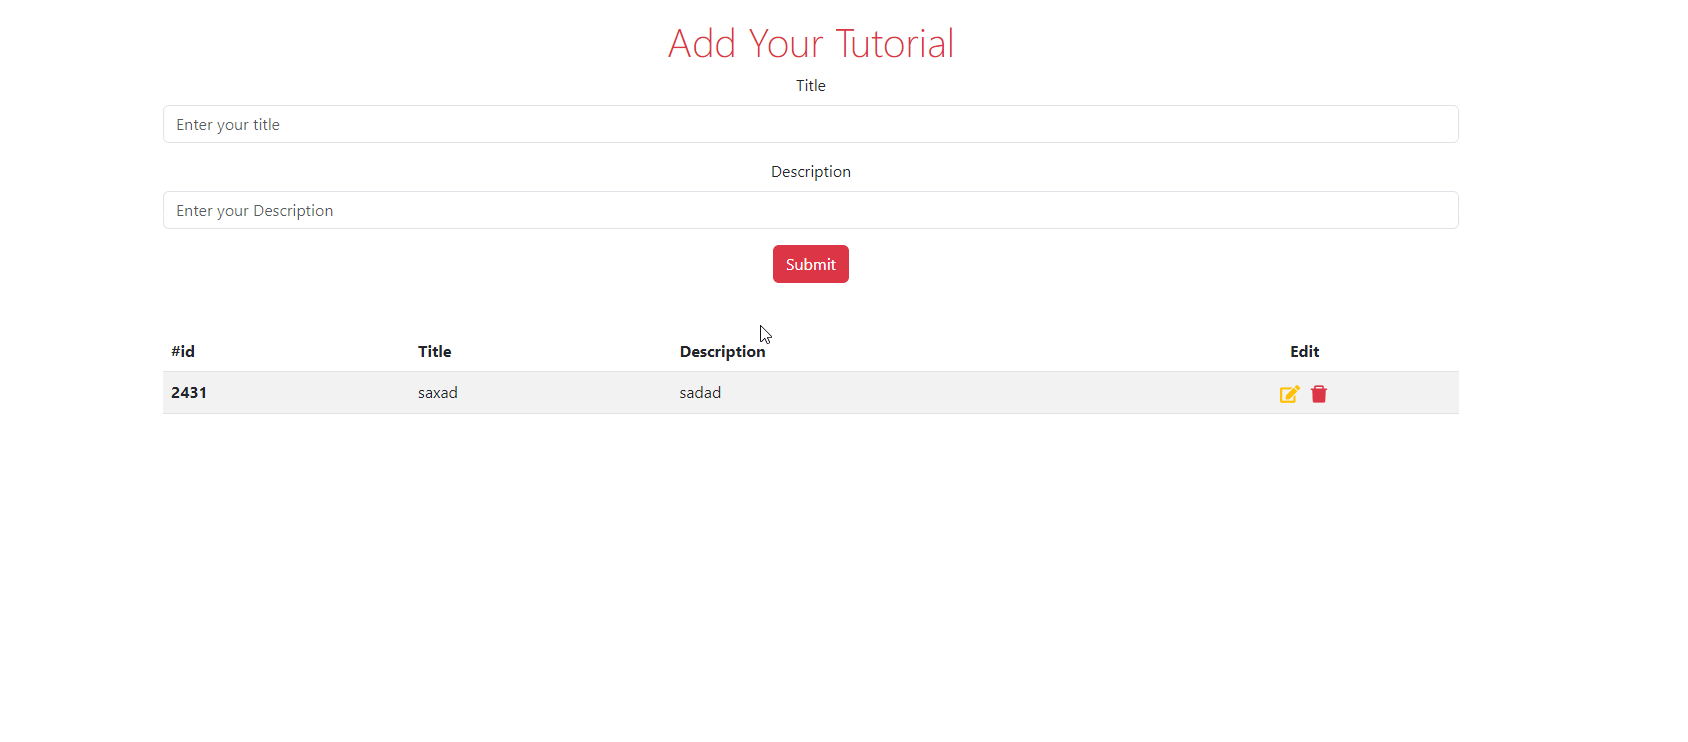 Add Your Tutorial
Title
Enter your title
Description
Enter your Description
Submit
#id Title Description Edit
2431 saxad sadad